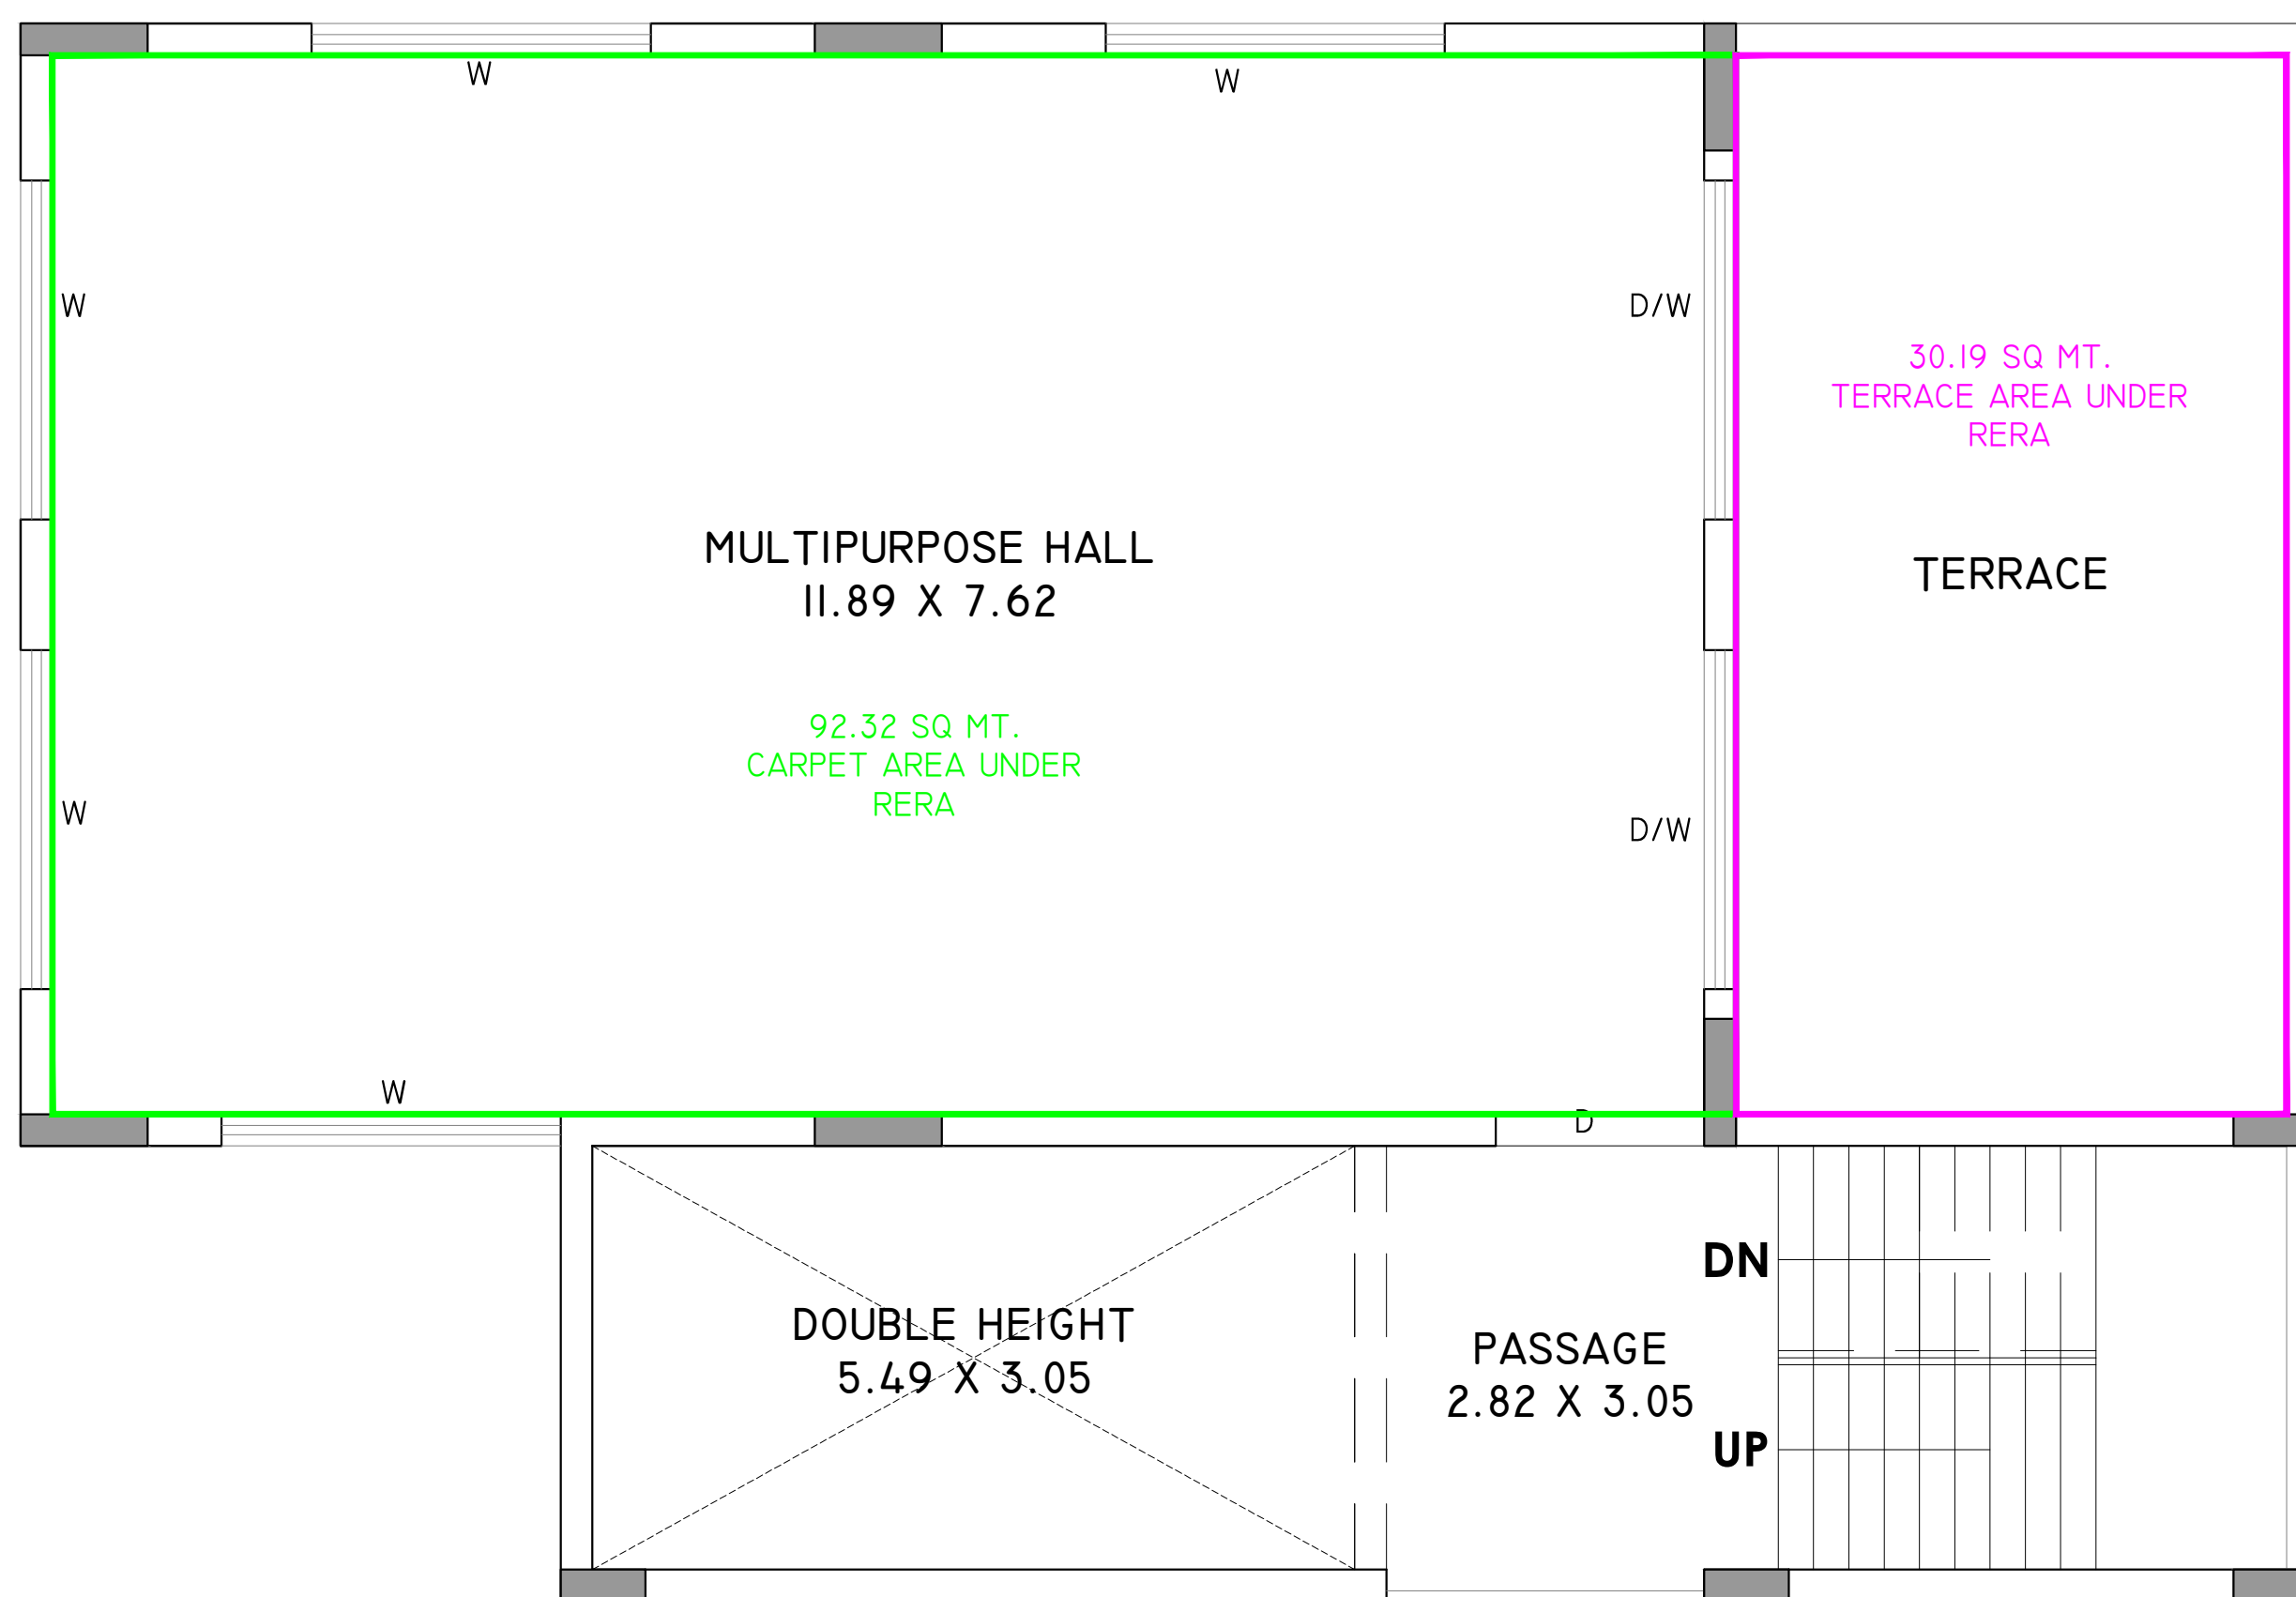 W
W
W
D/W
30.19 SQ MT.
TERRACE AREA UNDER
RERA
MULTIPURPOSE HALL
11.89 X 7.62
TERRACE
92.32 SQ MT.
CARPET AREA UNDER
RERA
W
D/W
W
D
DN
DOUBLE HEIGHT
5.49 X 3.05
PASSAGE
2.82 X 3.05
UP